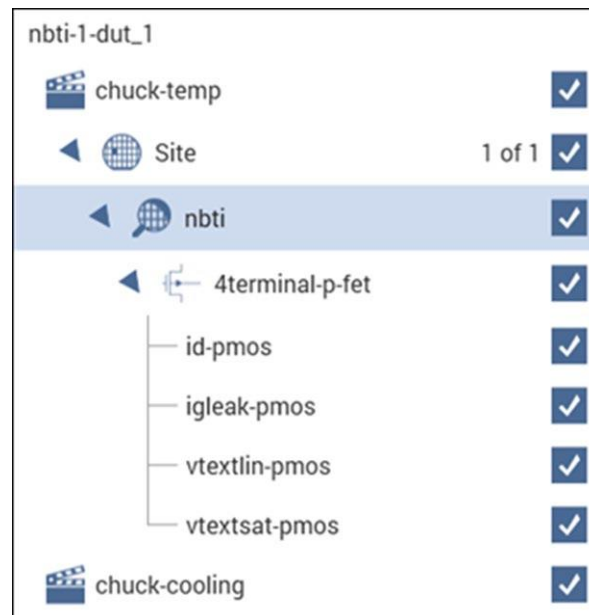 nbti-1-dut_1
chuck-temp
Site 1 of 1
nbti
4terminal-p-fet
id-pmos
igleak-pmos
vtextlin-pmos
vtextsat-pmos
chuck-cooling